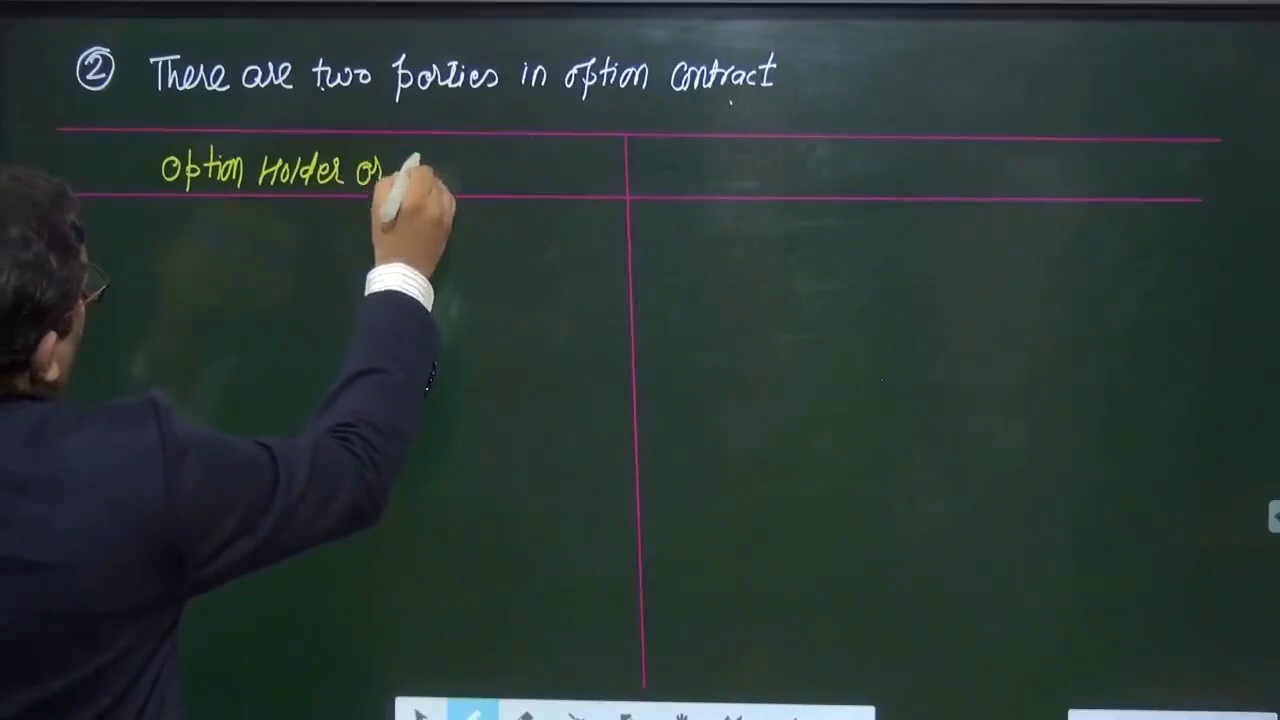 2 There are two parties in option contract
Option Holder or